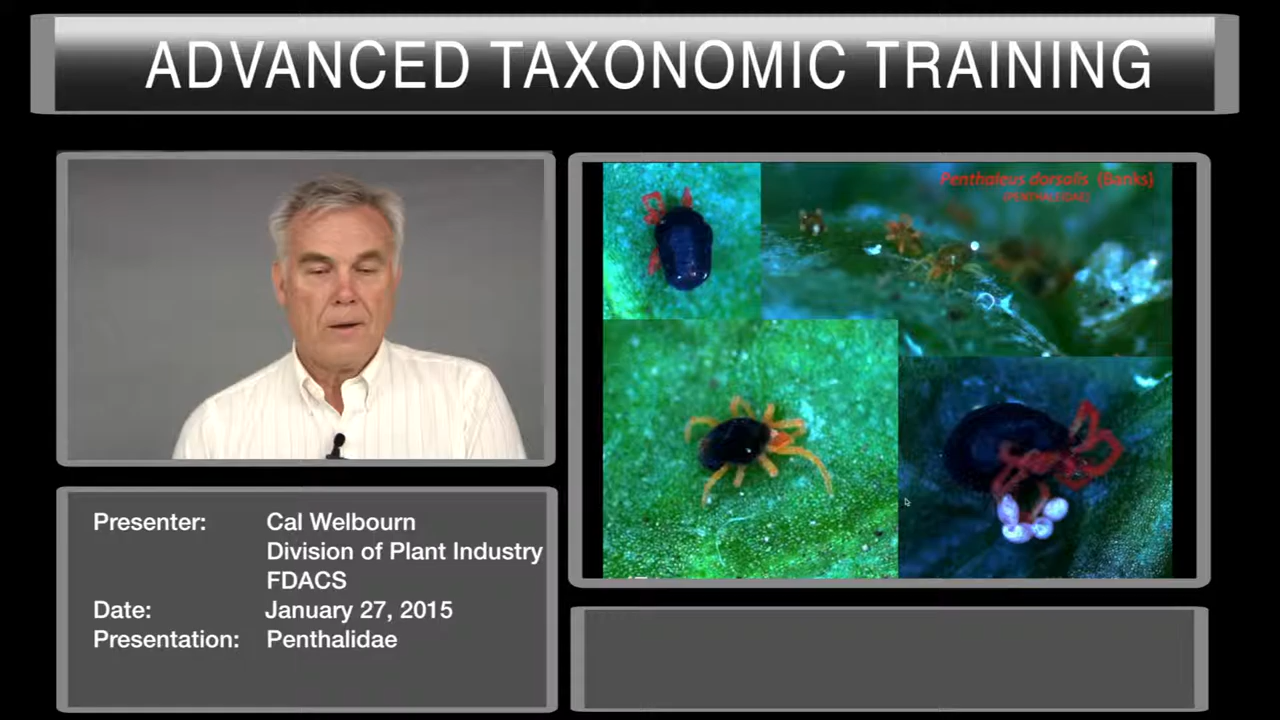 ADVANCED TAXONOMIC TRAINING
Penthaleus dorsalis (Banks)
(PENTHALEIDAE)
Presenter: Cal Welbourn
Division of Plant Industry
FDACS
Date: January 27, 2015
Presentation: Penthalidae